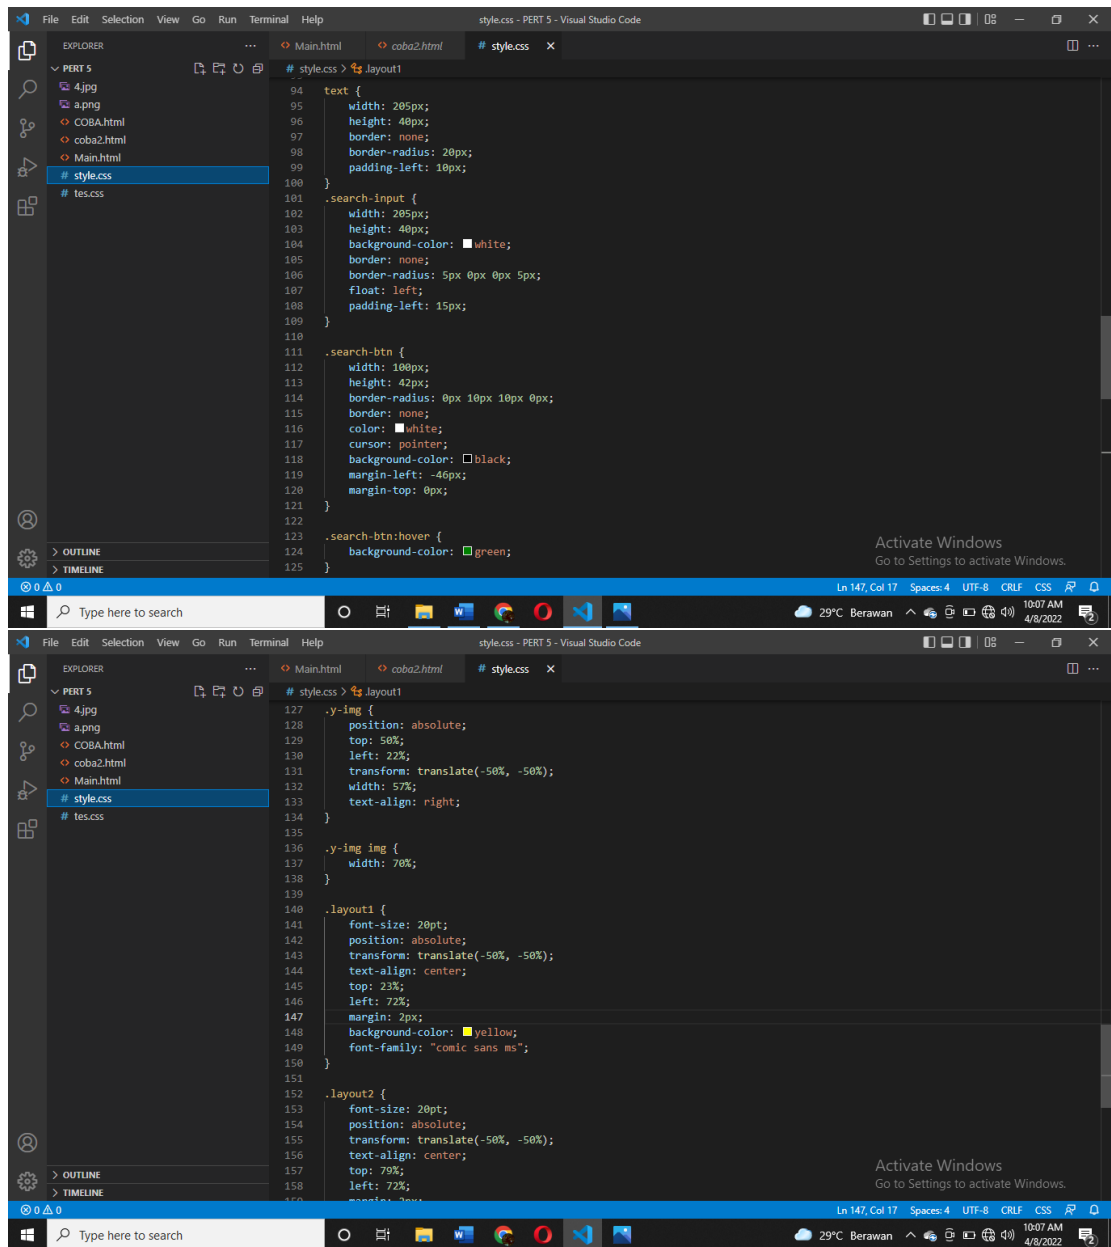 File Edit Selection View Go Run Terminal Help style.css - PERT 5 - Visual Studio Code
EXPLORER
PERT 5
4.jpg
a.png
COBA.html
coba2.html
Main.html
style.css
tes.css
OUTLINE
TIMELINE
Main.html coba2.html # style.css
# style.css > .layout1
94 text {
95 width: 205px;
96 height: 40px;
97 border: none;
98 border-radius: 20px;
99 padding-left: 10px;
100 }
101 .search-input {
102 width: 205px;
103 height: 40px;
104 background-color: white;
105 border: none;
106 border-radius: 5px 0px 0px 5px;
107 float: left;
108 padding-left: 15px;
109 }
110
111 .search-btn {
112 width: 100px;
113 height: 42px;
114 border-radius: 0px 10px 10px 0px;
115 border: none;
116 color: white;
117 cursor: pointer;
118 background-color: black;
119 margin-left: -46px;
120 margin-top: 0px;
121 }
122
123 .search-btn:hover {
124 background-color: green;
125 }
Activate Windows
Go to Settings to activate Windows.
0 0 Ln 147, Col 17 Spaces: 4 UTF-8 CRLF CSS
Type here to search 29°C Berawan 10:07 AM
4/8/2022 2
File Edit Selection View Go Run Terminal Help style.css - PERT 5 - Visual Studio Code
EXPLORER
PERT 5
4.jpg
a.png
COBA.html
coba2.html
Main.html
# style.css
# tes.css
OUTLINE
TIMELINE
Main.html coba2.html # style.css
# style.css > .layout1
127 .y-img {
128 position: absolute;
129 top: 50%;
130 left: 22%;
131 transform: translate(-50%, -50%);
132 width: 57%;
133 text-align: right;
134 }
135
136 .y-img img {
137 width: 70%;
138 }
139
140 .layout1 {
141 font-size: 20pt;
142 position: absolute;
143 transform: translate(-50%, -50%);
144 text-align: center;
145 top: 23%;
146 left: 72%;
147 margin: 2px;
148 background-color: yellow;
149 font-family: "comic sans ms";
150 }
151
152 .layout2 {
153 font-size: 20pt;
154 position: absolute;
155 transform: translate(-50%, -50%);
156 text-align: center;
157 top: 79%;
158 left: 72%;
Activate Windows
Go to Settings to activate Windows.
0 0 Ln 147, Col 17 Spaces: 4 UTF-8 CRLF CSS
Type here to search 29°C Berawan 10:07 AM
4/8/2022 2